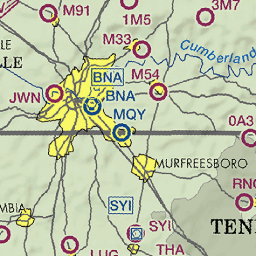 M91
1M5
3M7
M33
Cumberland
LLE
BNA
M54
JWN
BNA
MQY
0A3
MURFREESBORO
RNC
SYI
MBIA
SYI
TEN
LUG
THA